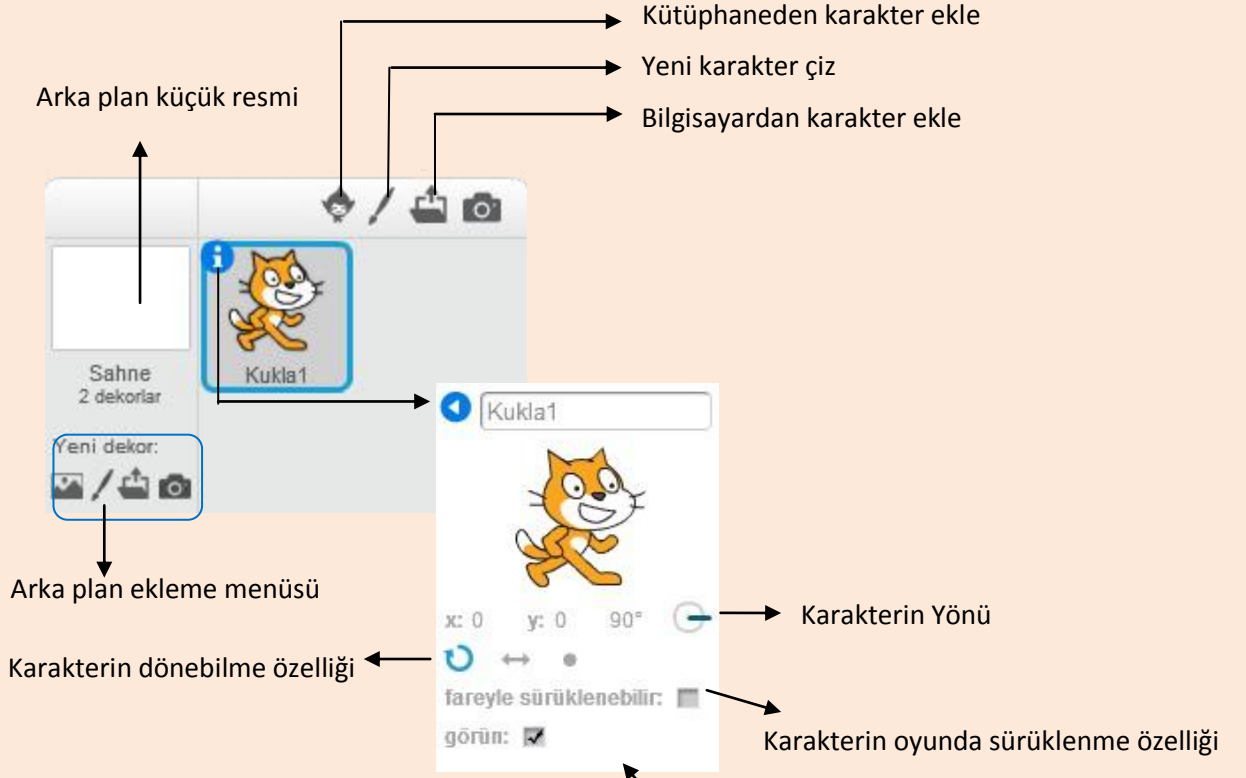 Kütüphaneden karakter ekle
Yeni karakter çiz
Arka plan küçük resmi
Bilgisayardan karakter ekle
i
Sahne
2 dekorlar
Kukla1
Kukla1
Yeni dekor:
Arka plan ekleme menüsü
x: 0 y: 0 90°
Karakterin Yönü
Karakterin dönebilme özelliği
fareyle sürüklenebilir:
görün:
Karakterin oyunda sürüklenme özelliği